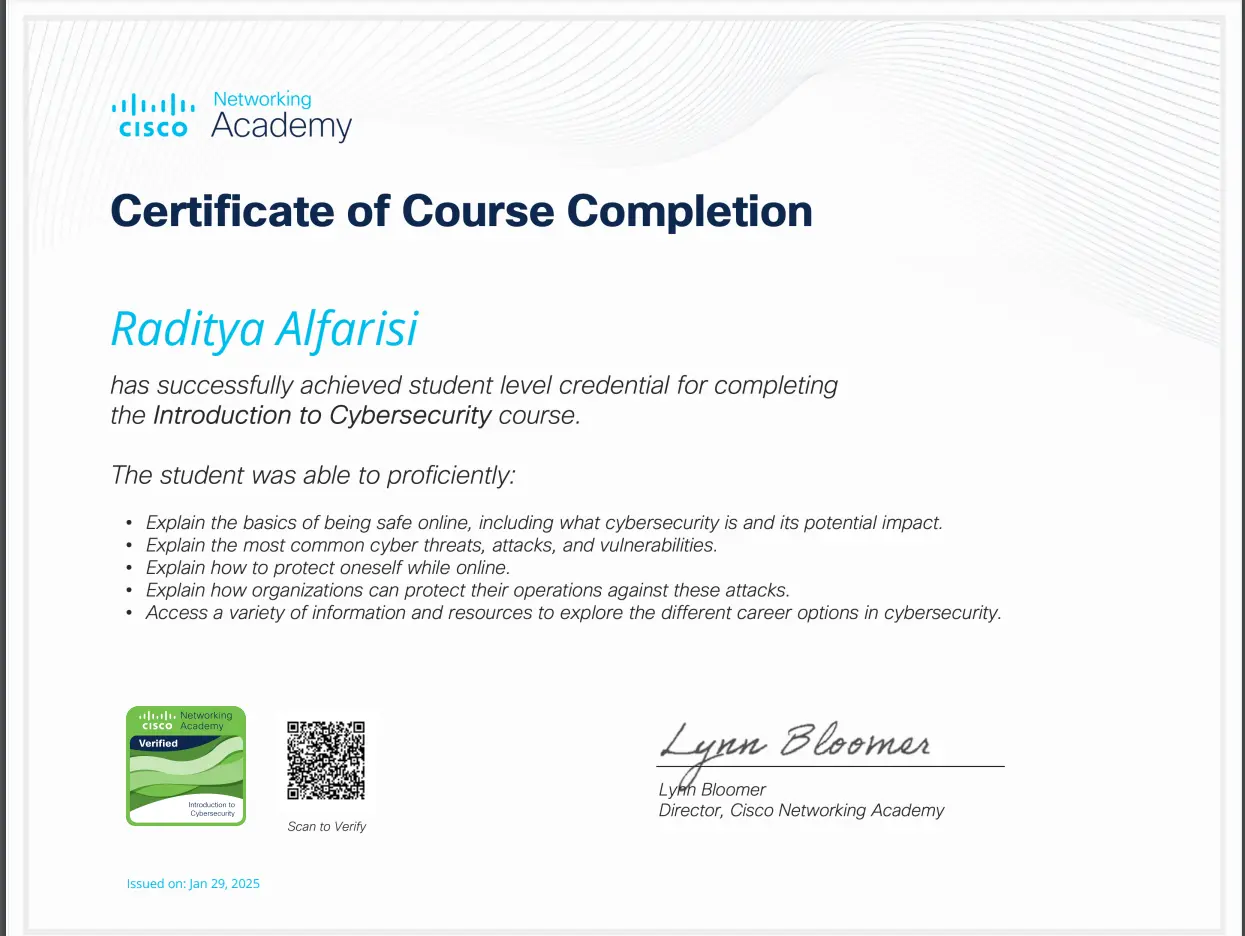 Networking
CISCO Academy
Certificate of Course Completion
Raditya Alfarisi
has successfully achieved student level credential for completing
the Introduction to Cybersecurity course.
The student was able to proficiently:
• Explain the basics of being safe online, including what cybersecurity is and its potential impact.
• Explain the most common cyber threats, attacks, and vulnerabilities.
• Explain how to protect oneself while online.
• Explain how organizations can protect their operations against these attacks.
• Access a variety of information and resources to explore the different career options in cybersecurity.
Networking
CISCO Academy
Verified
Introduction to
Cybersecurity
Scan to Verify
Lynn Bloomer
Lynn Bloomer
Director, Cisco Networking Academy
Issued on: Jan 29, 2025